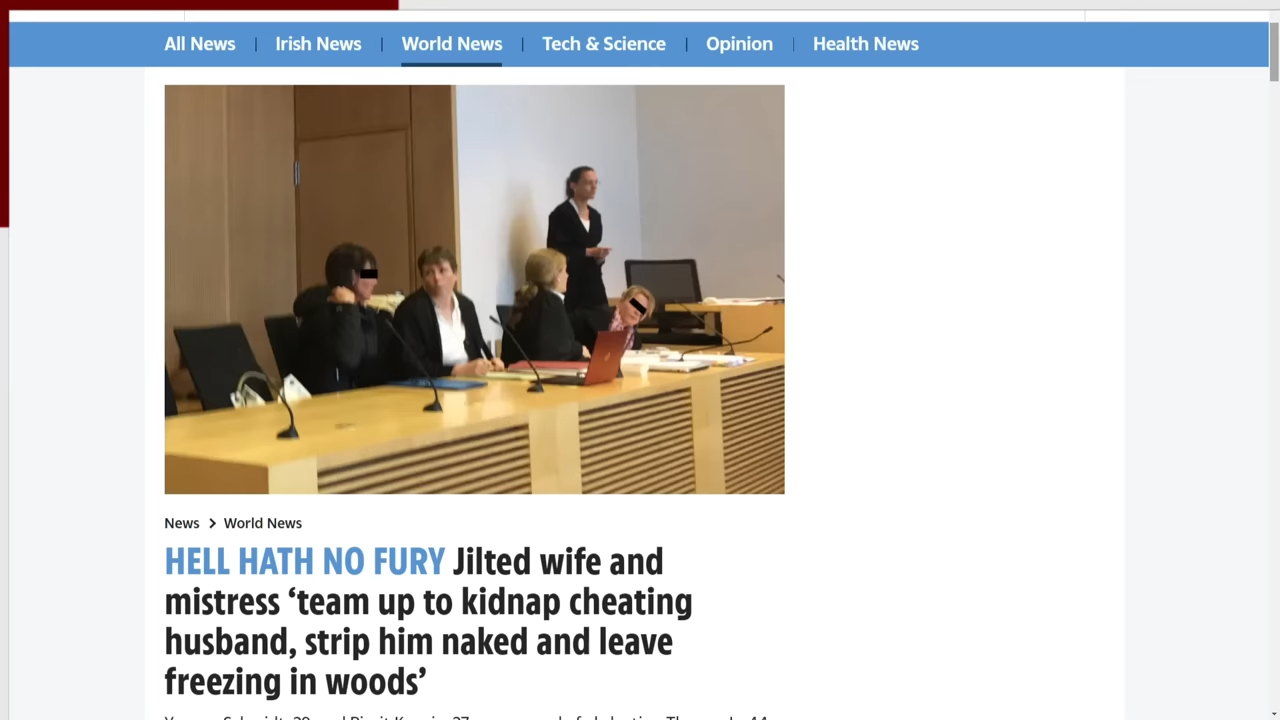 All News | Irish News | World News | Tech & Science | Opinion | Health News
News > World News
HELL HATH NO FURY Jilted wife and
mistress ‘team up to kidnap cheating
husband, strip him naked and leave
freezing in woods’